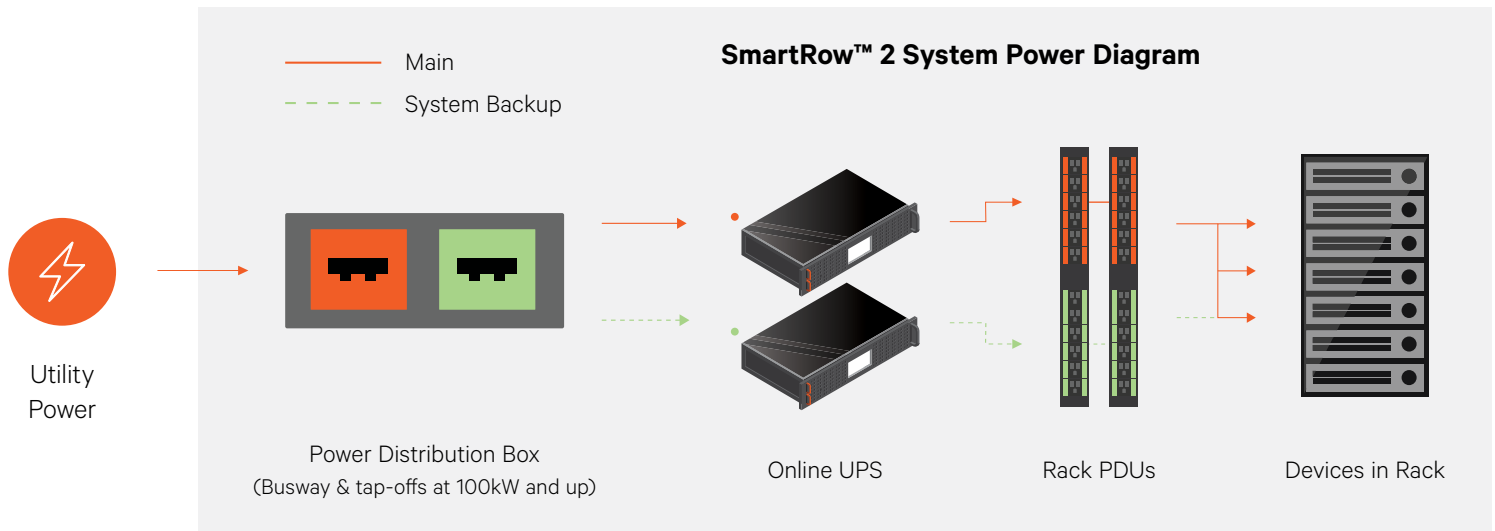 SmartRow™ 2 System Power Diagram
Main
System Backup
Utility
Power
Power Distribution Box
(Busway & tap-offs at 100kW and up)
Online UPS
Rack PDUs
Devices in Rack